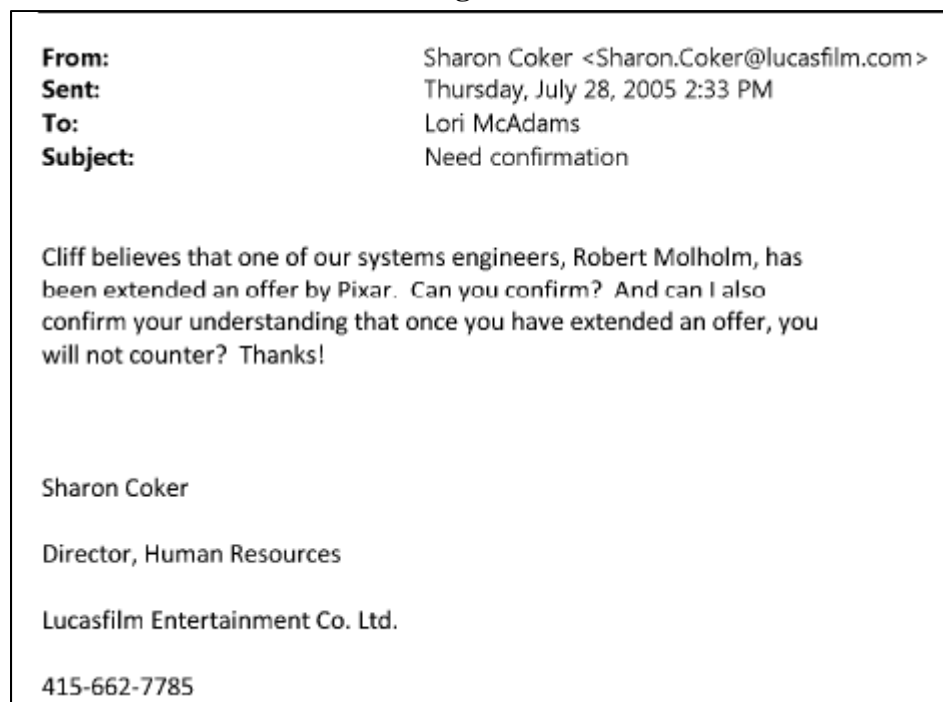 From: Sharon Coker <Sharon.Coker@lucasfilm.com>
Sent: Thursday, July 28, 2005 2:33 PM
To: Lori McAdams
Subject: Need confirmation
Cliff believes that one of our systems engineers, Robert Molholm, has
been extended an offer by Pixar. Can you confirm? And can I also
confirm your understanding that once you have extended an offer, you
will not counter? Thanks!
Sharon Coker
Director, Human Resources
Lucasfilm Entertainment Co. Ltd.
415-662-7785